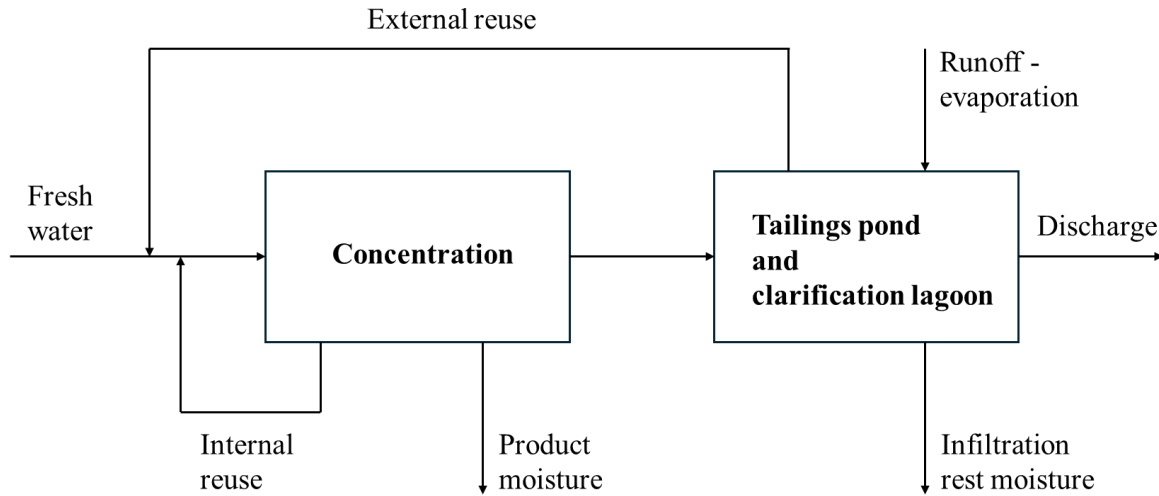 External reuse
Runoff -
evaporation
Fresh
water
Concentration
Tailings pond
and
clarification lagoon
Discharge
Internal
reuse
Product
moisture
Infiltration
rest moisture